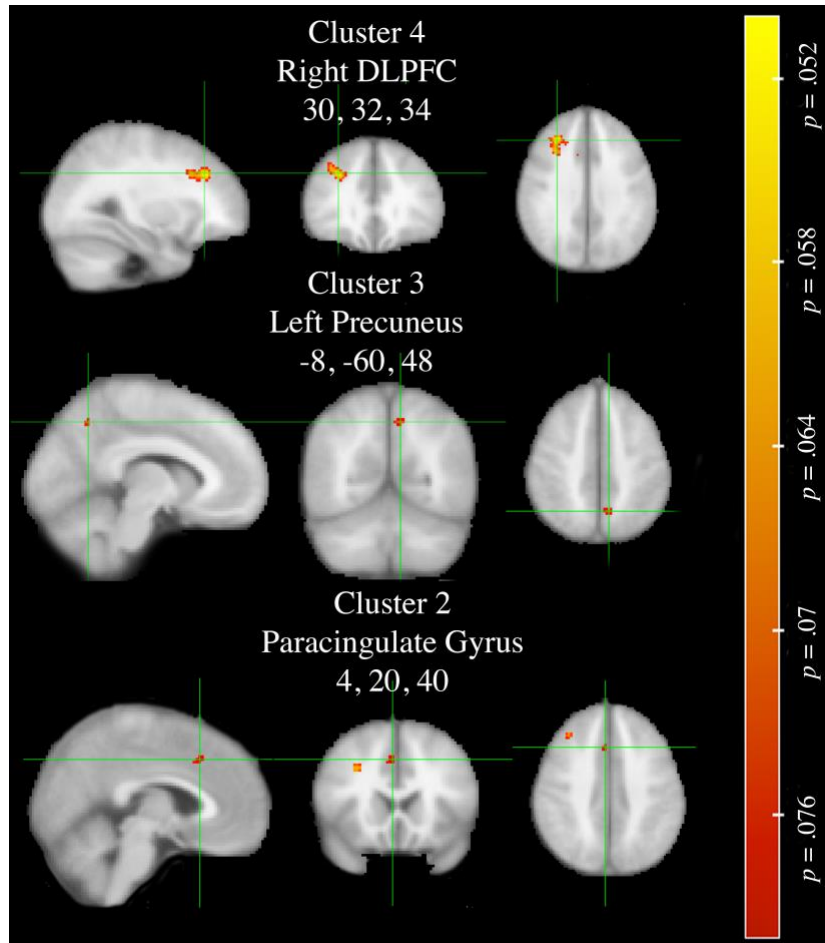 Cluster 4
Right DLPFC
30, 32, 34
Cluster 3
Left Precuneus
-8, -60, 48
Cluster 2
Paracingulate Gyrus
4, 20, 40
p = .052
p = .058
p = .064
p = .07
p = .076